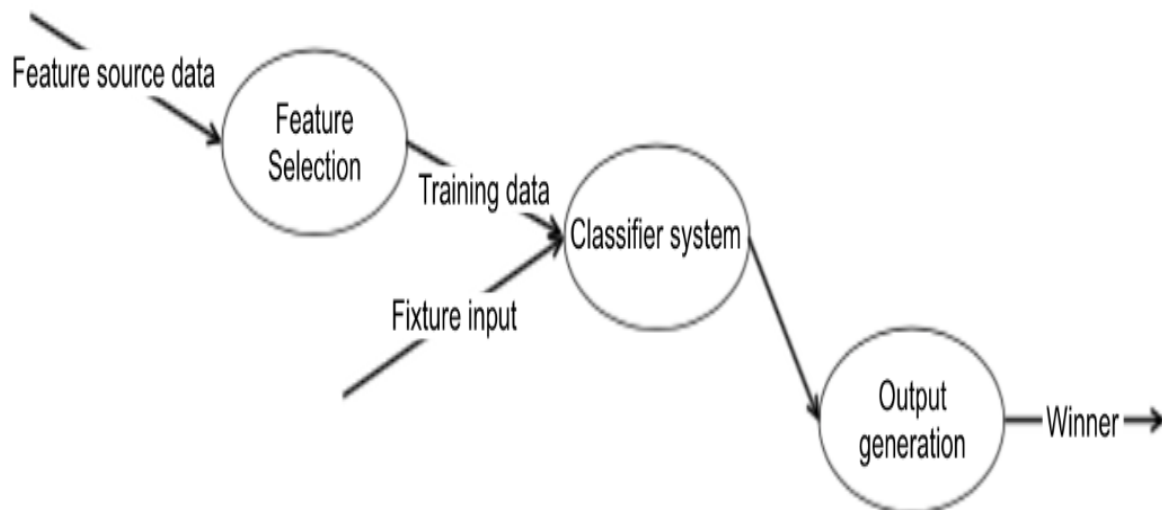 Feature source data
Feature
Selection
Training data
Classifier system
Fixture input
Output
generation
Winner